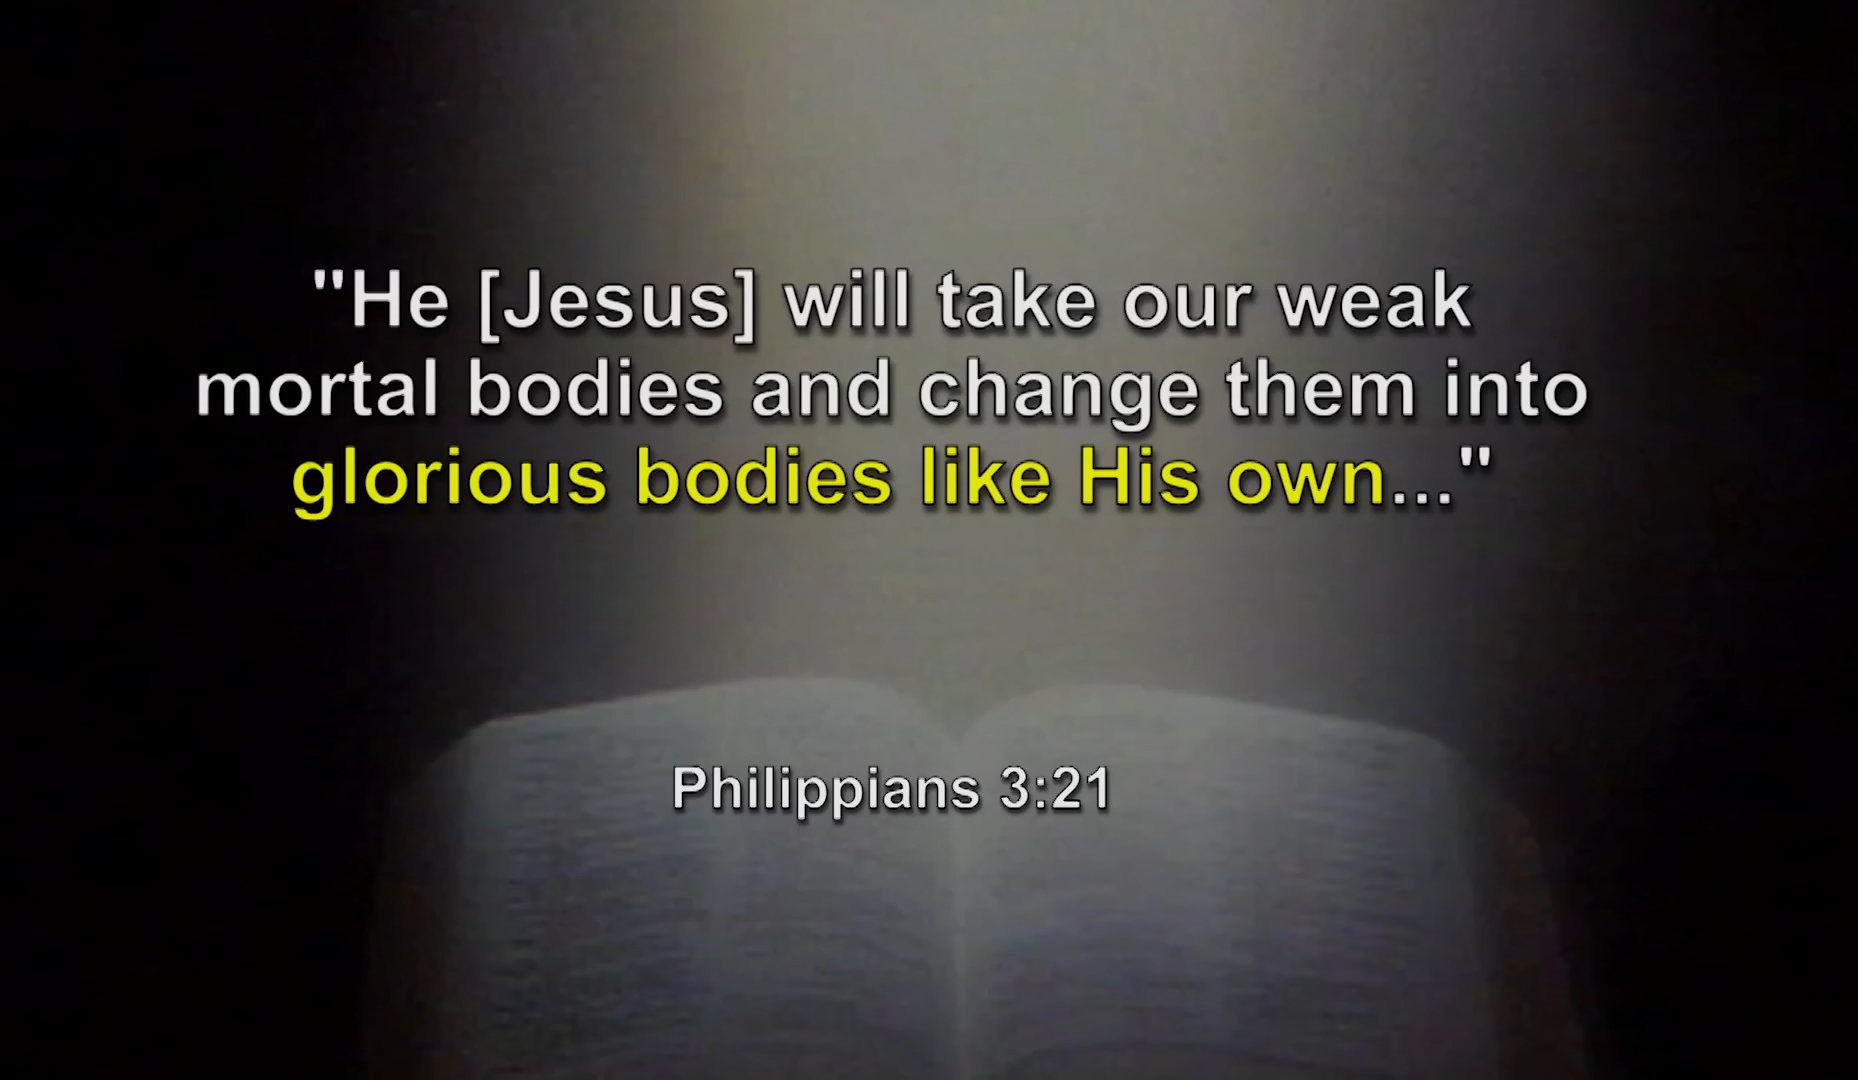 "He [Jesus] will take our weak
mortal bodies and change them into
glorious bodies like His own..."
Philippians 3:21